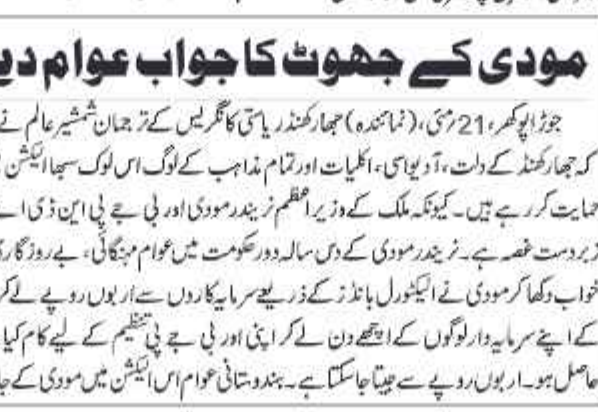 مودی کے جھوٹ کا جواب عوام دی
جوڑاپوکھر، 21 مئی، (نمائندہ) جھارکھنڈ ریاستی کانگریس کے ترجمان شمشیر عالم نے
کہ جھارکھنڈ کے دلت، آدیواسی، اکلیات اور تمام مذاہب کے لوگ اس لوک سبھا الیکشن
حمایت کر رہے ہیں۔ کیونکہ ملک کے وزیر اعظم نریندر مودی اور بی جے پی این ڈی اے
زبردست غصہ ہے۔ نریندر مودی کے دس سالہ دور حکومت میں عوام مہنگائی، بے روزگاری
خواب دکھا کر مودی نے الیکٹورل بانڈز کے ذریعے سرمایہ کاروں سے اربوں روپے لے کر
کے اپنے سرمایہ دار لوگوں کے اچھے دن لے کر اپنی اور بی جے پی تنظیم کے لیے کام کیا
حاصل ہو۔ اربوں روپے سے جیتا جاسکتا ہے۔ ہندوستانی عوام اس الیکشن میں مودی کے